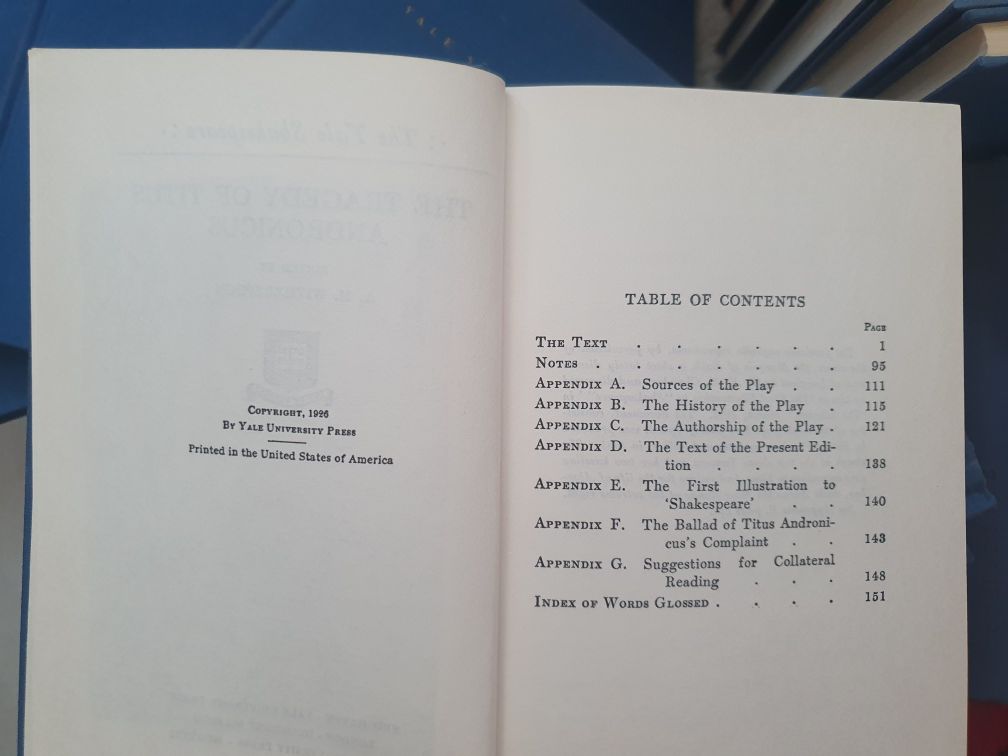 YALE
COPYRIGHT, 1926
BY YALE UNIVERSITY PRESS
Printed in the United States of America
TABLE OF CONTENTS
PAGE
THE TEXT . . . . . . 1
NOTES . . . . . . . 95
APPENDIX A. Sources of the Play . . 111
APPENDIX B. The History of the Play . 115
APPENDIX C. The Authorship of the Play . 121
APPENDIX D. The Text of the Present Edi-
tion . . . . 138
APPENDIX E. The First Illustration to
'Shakespeare' . . 140
APPENDIX F. The Ballad of Titus Androni-
cus's Complaint . . 143
APPENDIX G. Suggestions for Collateral
Reading . . . 148
INDEX OF WORDS GLOSSED . . . . 151